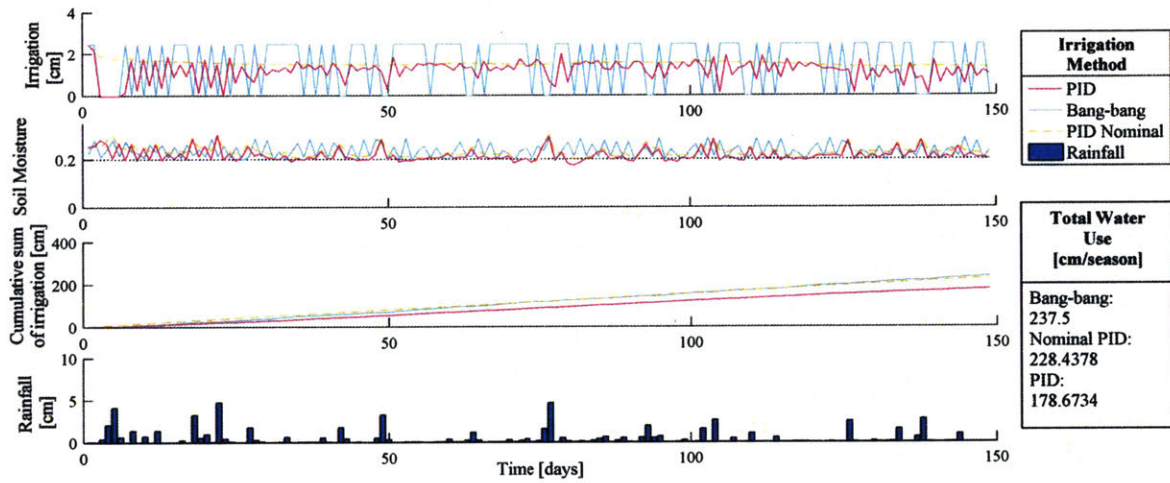 4
2
0
Irrigation
[cm]
0
50
100
150
0.2
0
Soil Moisture
0
50
100
150
400
200
0
Cumulative sum
of irrigation [cm]
0
50
100
150
10
5
0
Rainfall
[cm]
0
50
100
150
Time [days]
Irrigation
Method
PID
Bang-bang
PID Nominal
Rainfall
Total Water
Use
[cm/season]
Bang-bang:
237.5
Nominal PID:
228.4378
PID:
178.6734